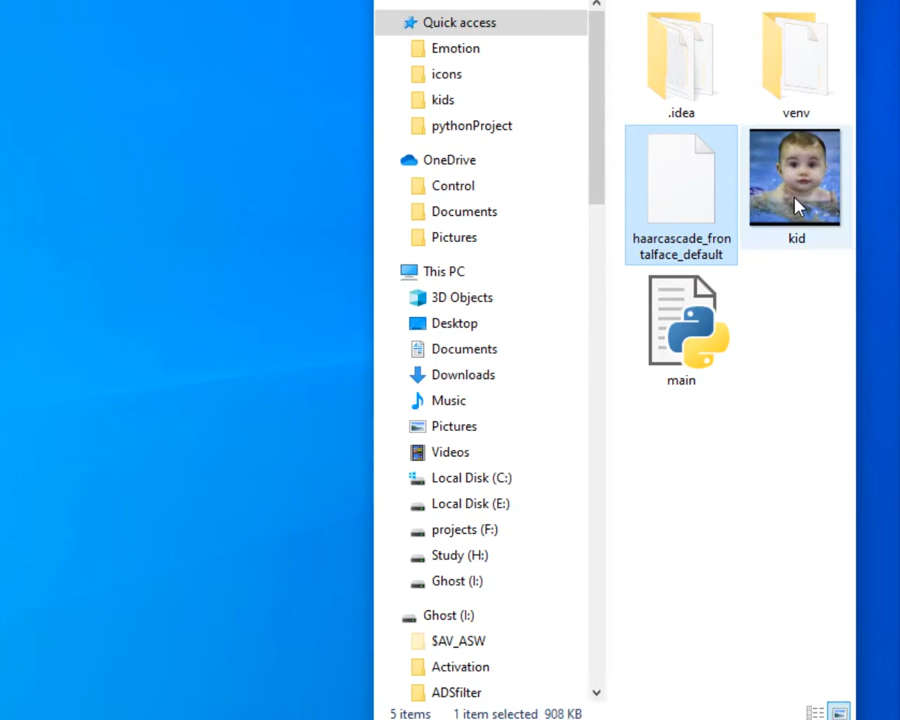 Quick access
Emotion
icons
kids
pythonProject
OneDrive
Control
Documents
Pictures
This PC
3D Objects
Desktop
Documents
Downloads
Music
Pictures
Videos
Local Disk (C:)
Local Disk (E:)
projects (F:)
Study (H:)
Ghost (I:)
Ghost (I:)
$AV_ASW
Activation
ADSfilter
.idea
venv
haarcascade_fron
talface_default
kid
main
5 items
1 item selected 908 KB